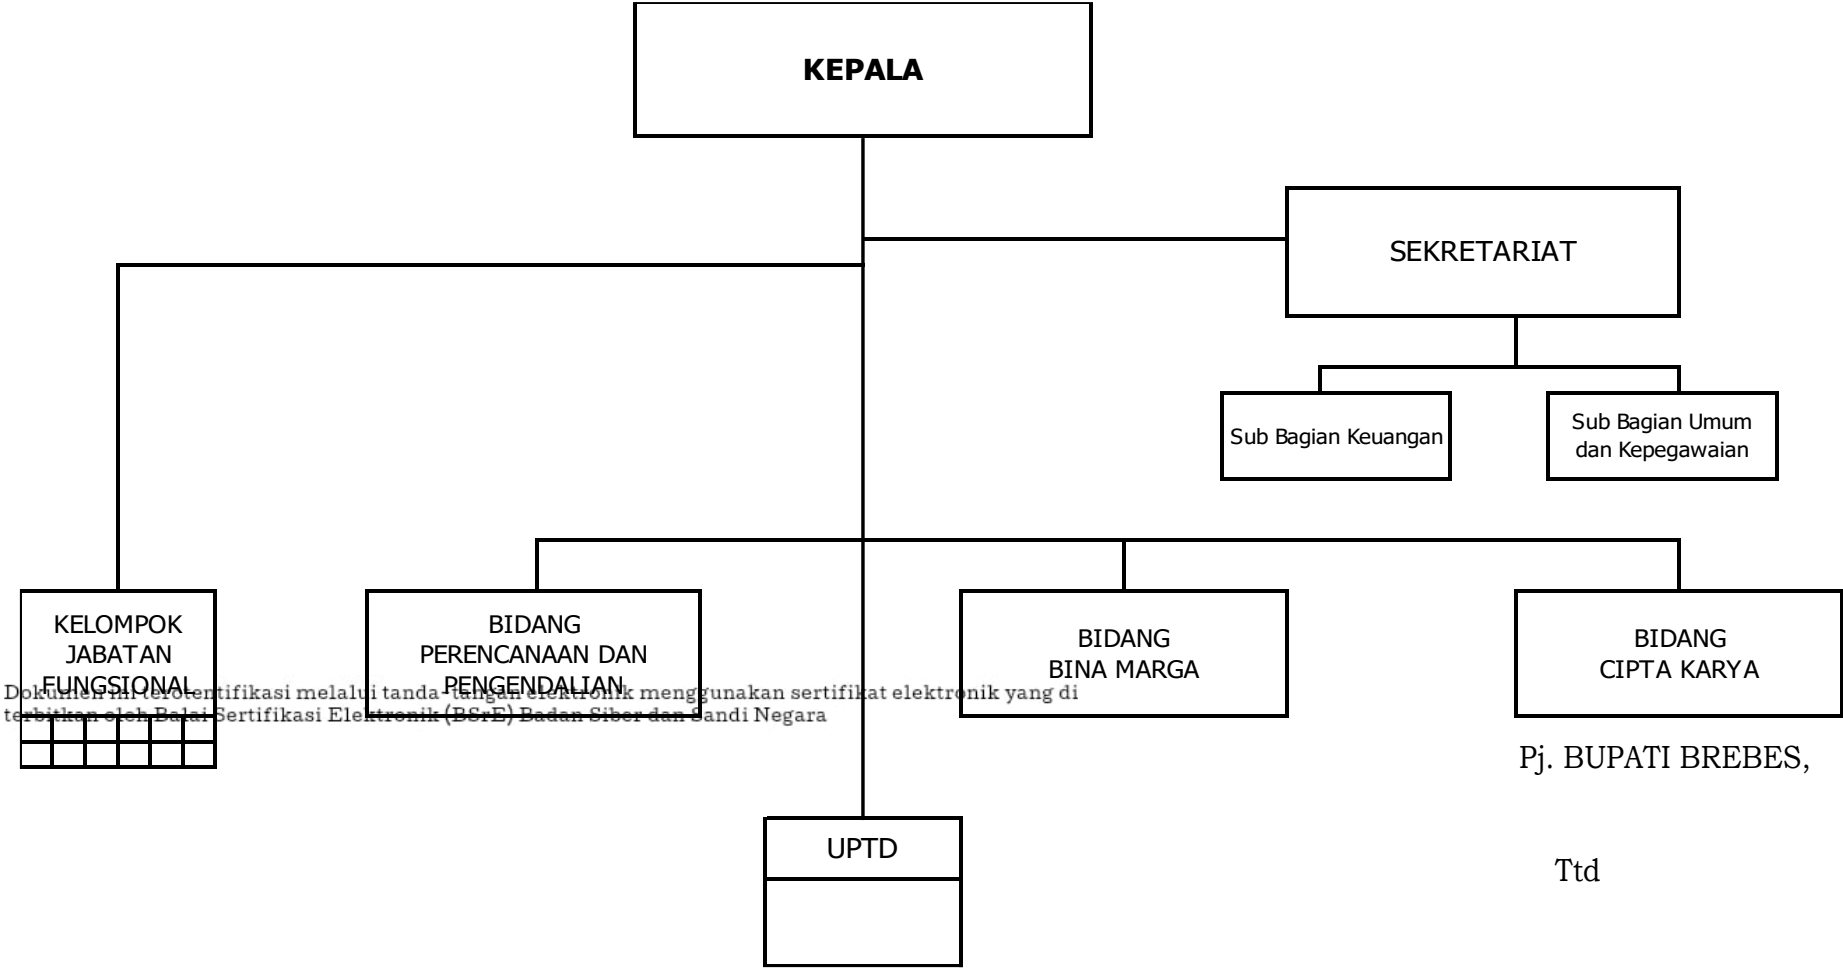 KEPALA
SEKRETARIAT
Sub Bagian Keuangan
Sub Bagian Umum
dan Kepegawaian
KELOMPOK
JABATAN
FUNGSIONAL
BIDANG
PERENCANAAN DAN
PENGENDALIAN
BIDANG
BINA MARGA
BIDANG
CIPTA KARYA
Dokumen ini terotentifikasi melalui tanda-tangan elektronik menggunakan sertifikat elektronik yang di
terbitkan oleh Balai Sertifikasi Elektronik (BSrE) Badan Siber dan Sandi Negara
Pj. BUPATI BREBES,
UPTD
Ttd